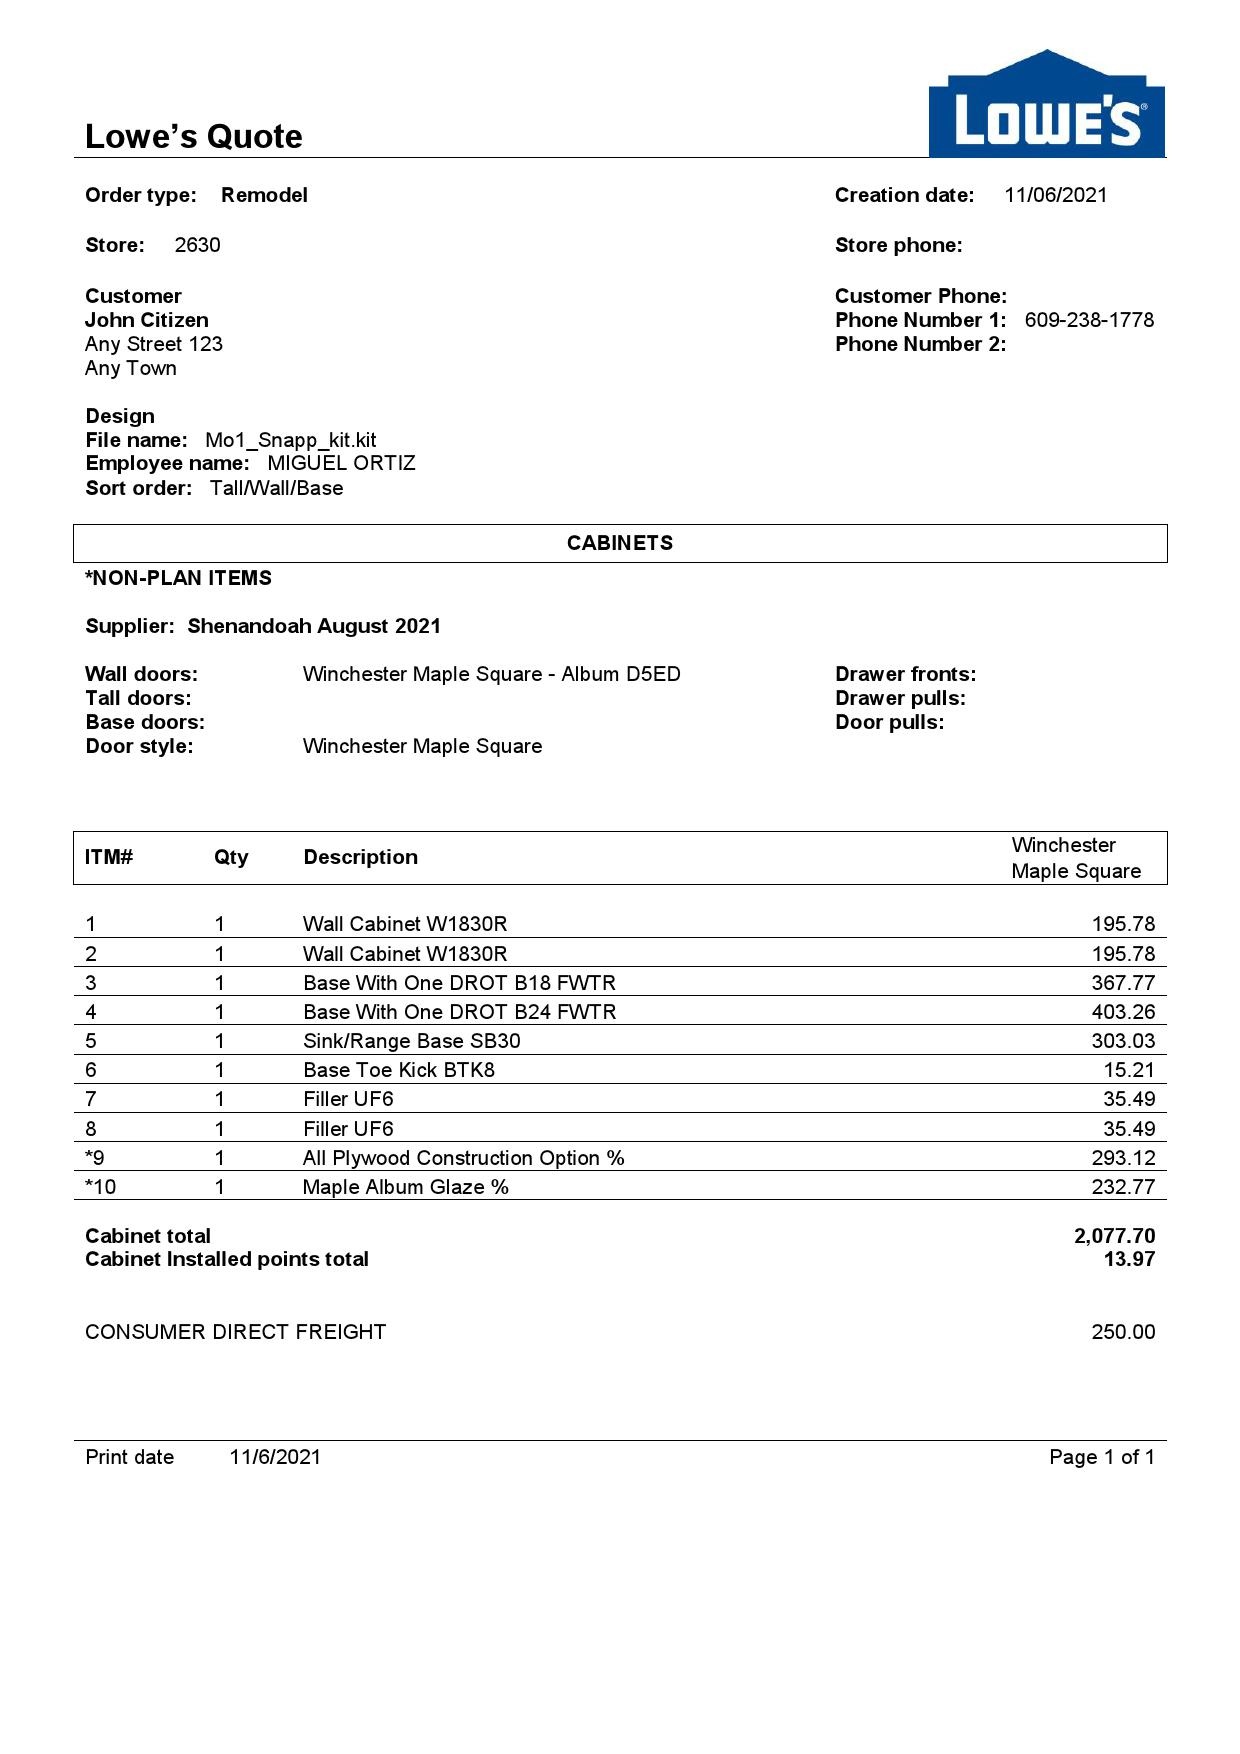 LOWE'S®
Lowe’s Quote
Order type: Remodel Creation date: 11/06/2021
Store: 2630 Store phone:
Customer Customer Phone:
John Citizen Phone Number 1: 609-238-1778
Any Street 123 Phone Number 2:
Any Town
Design
File name: Mo1_Snapp_kit.kit
Employee name: MIGUEL ORTIZ
Sort order: Tall/Wall/Base
CABINETS
*NON-PLAN ITEMS
Supplier: Shenandoah August 2021
Wall doors: Winchester Maple Square - Album D5ED Drawer fronts:
Tall doors: Drawer pulls:
Base doors: Door pulls:
Door style: Winchester Maple Square
ITM# Qty Description Winchester
Maple Square
1 1 Wall Cabinet W1830R 195.78
2 1 Wall Cabinet W1830R 195.78
3 1 Base With One DROT B18 FWTR 367.77
4 1 Base With One DROT B24 FWTR 403.26
5 1 Sink/Range Base SB30 303.03
6 1 Base Toe Kick BTK8 15.21
7 1 Filler UF6 35.49
8 1 Filler UF6 35.49
*9 1 All Plywood Construction Option % 293.12
*10 1 Maple Album Glaze % 232.77
Cabinet total 2,077.70
Cabinet Installed points total 13.97
CONSUMER DIRECT FREIGHT 250.00
Print date 11/6/2021 Page 1 of 1